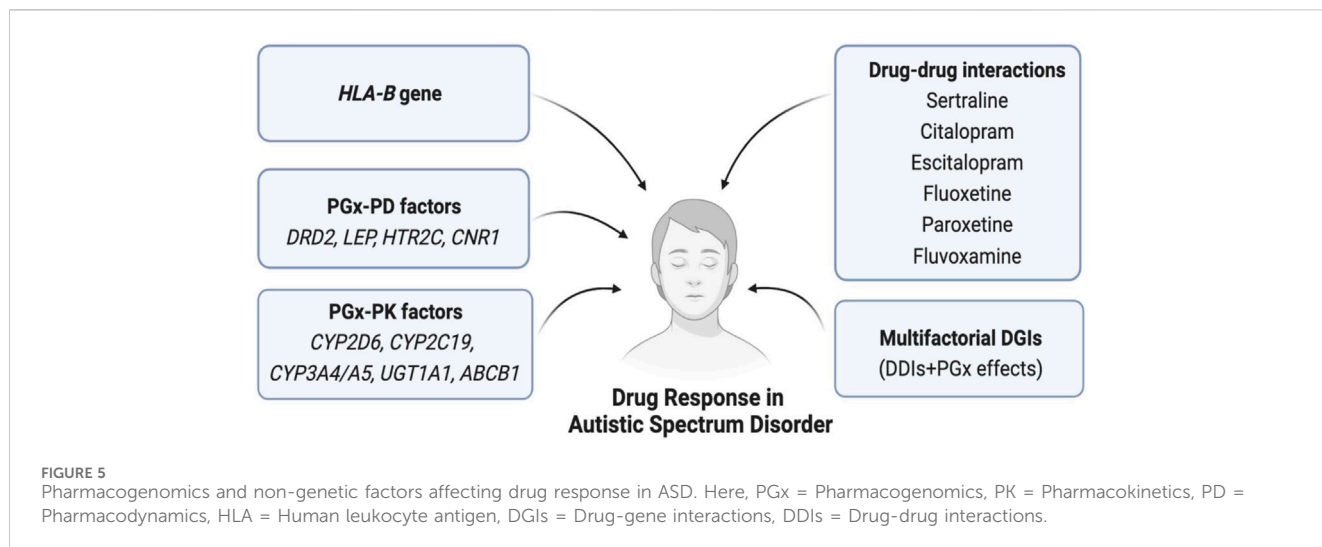 HLA-B gene
PGx-PD factors
DRD2, LEP, HTR2C, CNR1
PGx-PK factors
CYP2D6, CYP2C19,
CYP3A4/A5, UGT1A1, ABCB1
Drug-drug interactions
Sertraline
Citalopram
Escitalopram
Fluoxetine
Paroxetine
Fluvoxamine
Multifactorial DGIs
(DDIs+PGx effects)
Drug Response in
Autistic Spectrum Disorder
FIGURE 5
Pharmacogenomics and non-genetic factors affecting drug response in ASD. Here, PGx = Pharmacogenomics, PK = Pharmacokinetics, PD =
Pharmacodynamics, HLA = Human leukocyte antigen, DGIs = Drug-gene interactions, DDIs = Drug-drug interactions.